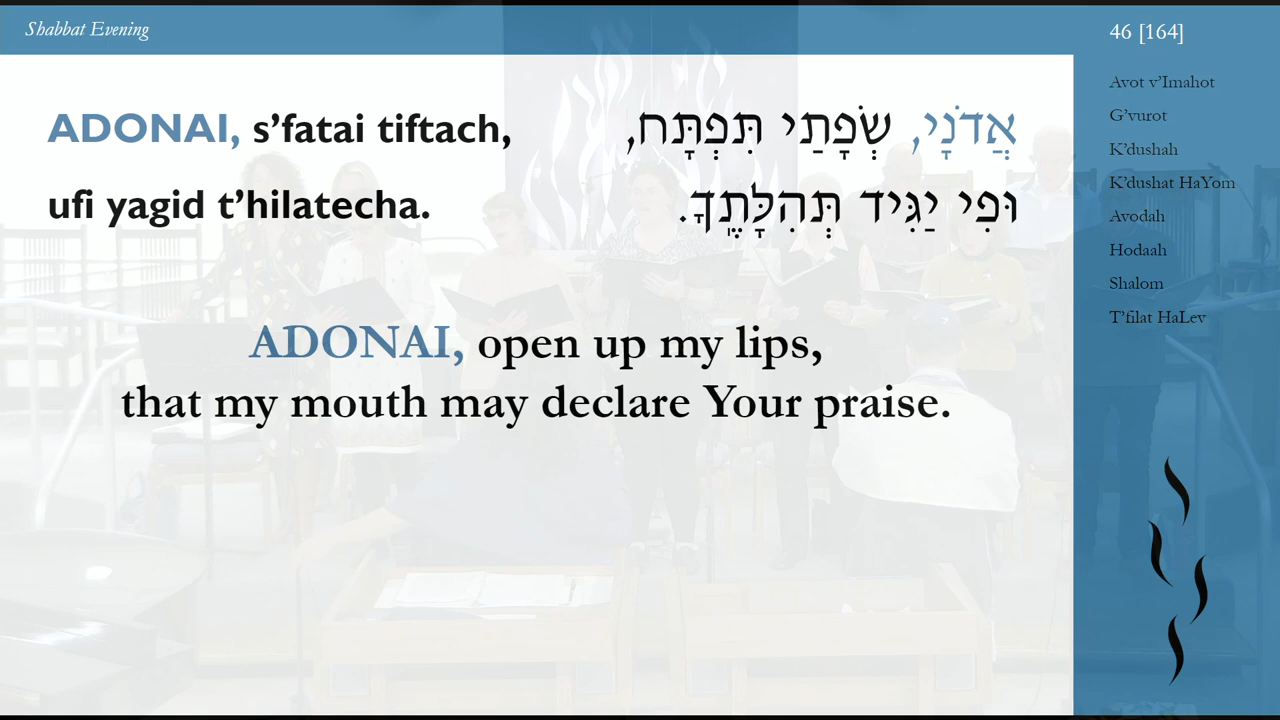 Shabbat Evening
46 [164]
ADONAI, s’fatai tiftach,
ufi yagid t’hilatecha.
אֲדֹנָי, שְׂפָתַי תִּפְתָּח,
וּפִי יַגִּיד תְּהִלָּתֶֽךָ.
ADONAI, open up my lips,
that my mouth may declare Your praise.
Avot v’Imahot
G’vurot
K’dushah
K’dushat HaYom
Avodah
Hodaah
Shalom
T’filat HaLev